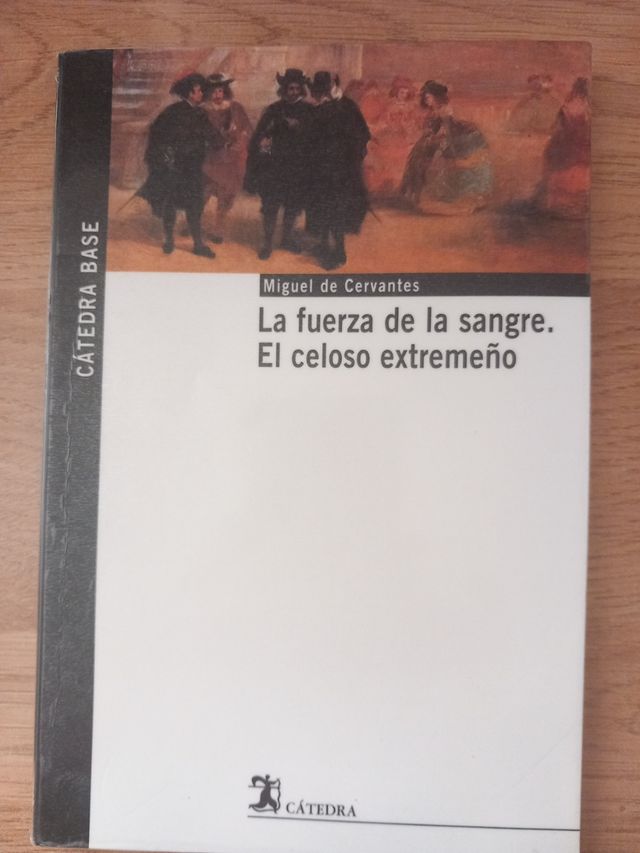 CÁTEDRA BASE
Miguel de Cervantes
La fuerza de la sangre.
El celoso extremeño
CÁTEDRA